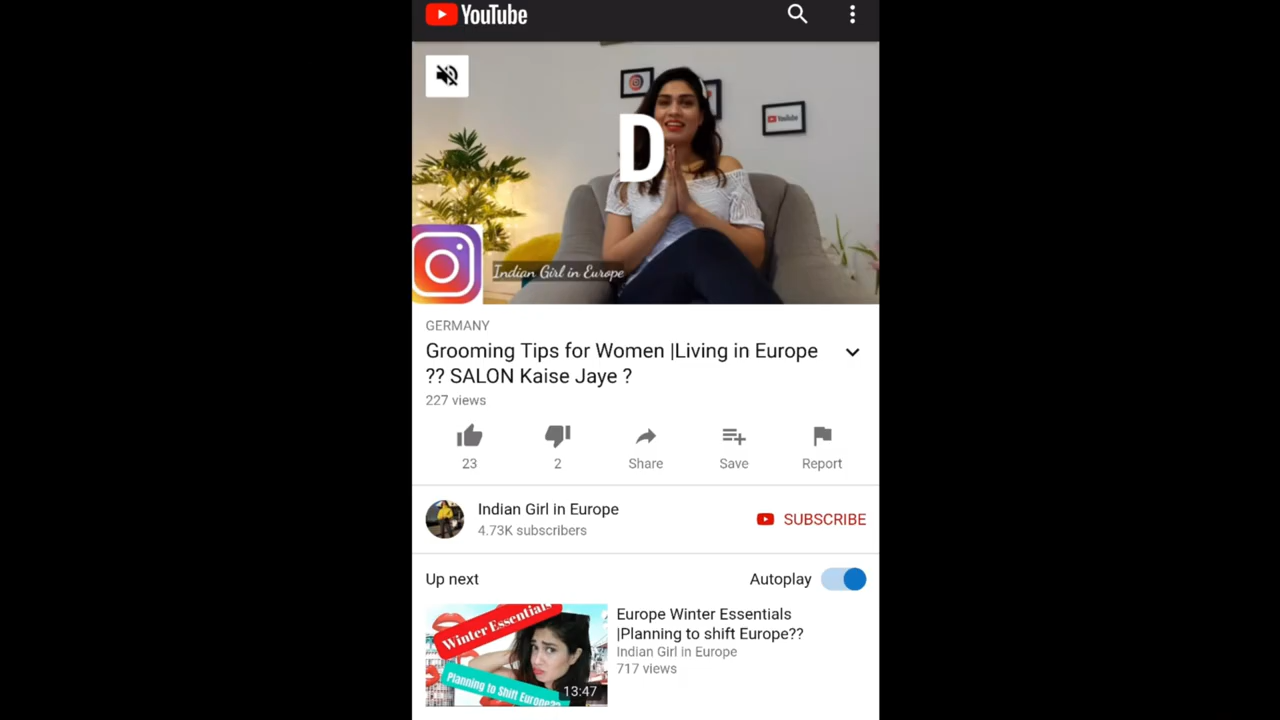 YouTube
YouTube
D
Indian Girl in Europe
GERMANY
Grooming Tips for Women |Living in Europe
?? SALON Kaise Jaye ?
227 views
23
2
Share
Save
Report
Indian Girl in Europe
4.73K subscribers
SUBSCRIBE
Up next
Autoplay
Winter Essentials
Planning to Shift Europe??
13:47
Europe Winter Essentials
|Planning to shift Europe??
Indian Girl in Europe
717 views